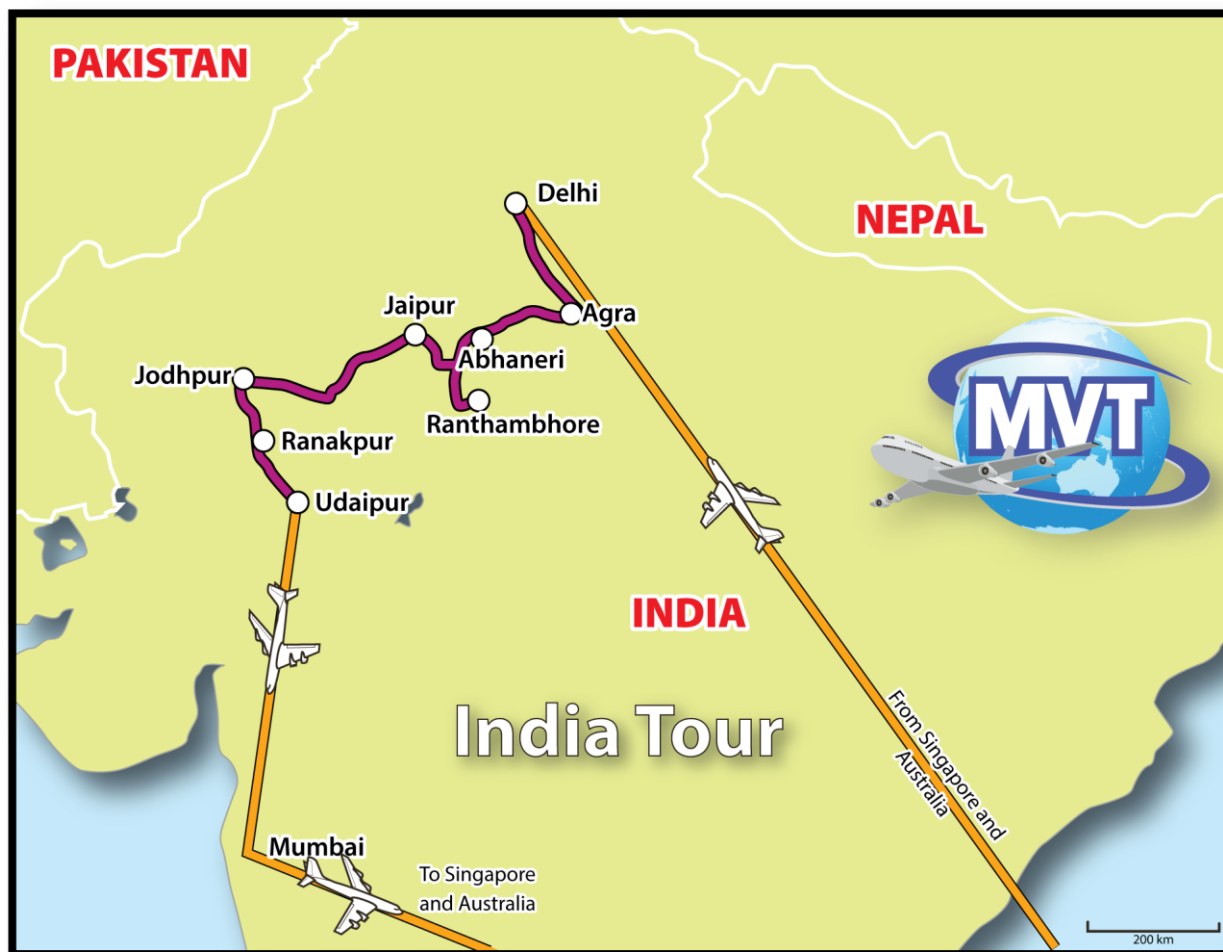 PAKISTAN
Delhi
NEPAL
Jaipur
Agra
Abhaneri
Jodhpur
MVT
Ranthambhore
Ranakpur
Udaipur
INDIA
India Tour
From Singapore and
Australia
Mumbai
To Singapore
and Australia
200 km